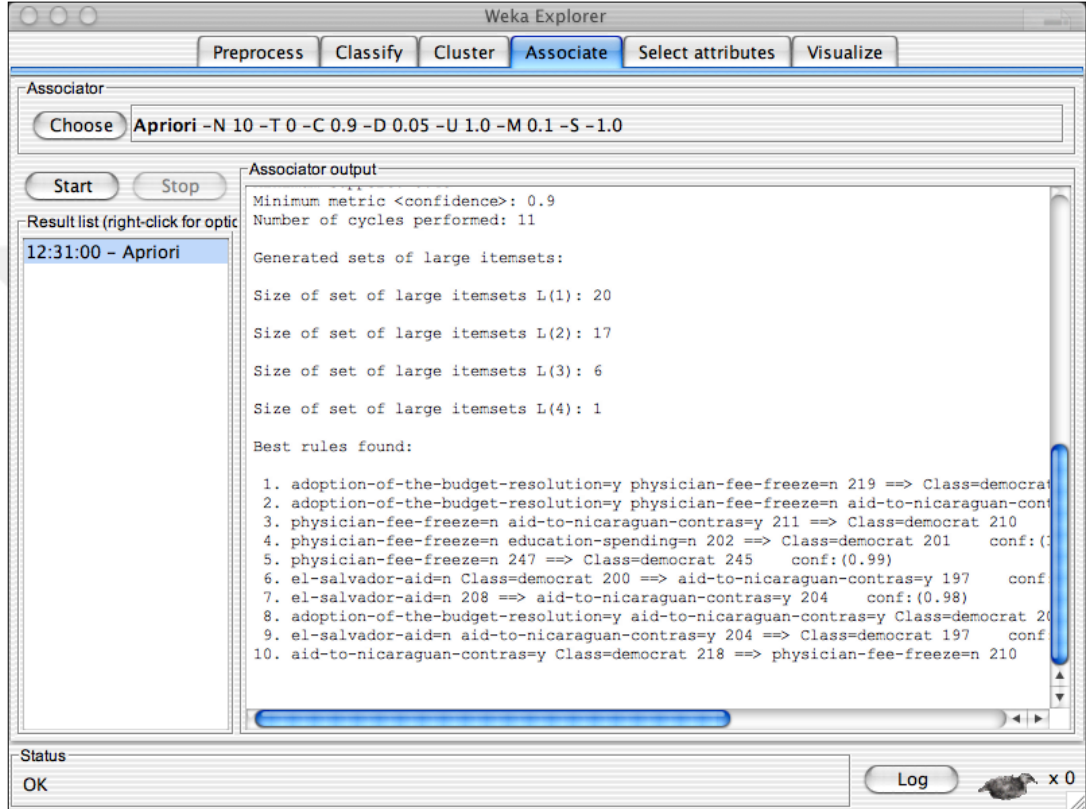 Weka Explorer
Preprocess Classify Cluster Associate Select attributes Visualize
Associator
Choose Apriori -N 10 -T 0 -C 0.9 -D 0.05 -U 1.0 -M 0.1 -S -1.0
Start Stop
Result list (right-click for optic
12:31:00 - Apriori
Associator output
Minimum metric <confidence>: 0.9
Number of cycles performed: 11
Generated sets of large itemsets:
Size of set of large itemsets L(1): 20
Size of set of large itemsets L(2): 17
Size of set of large itemsets L(3): 6
Size of set of large itemsets L(4): 1
Best rules found:
1. adoption-of-the-budget-resolution=y physician-fee-freeze=n 219 ==> Class=democrat
2. adoption-of-the-budget-resolution=y physician-fee-freeze=n aid-to-nicaraguan-cont
3. physician-fee-freeze=n aid-to-nicaraguan-contras=y 211 ==> Class=democrat 210
4. physician-fee-freeze=n education-spending=n 202 ==> Class=democrat 201 conf:(
5. physician-fee-freeze=n 247 ==> Class=democrat 245 conf:(0.99)
6. el-salvador-aid=n Class=democrat 200 ==> aid-to-nicaraguan-contras=y 197 conf
7. el-salvador-aid=n 208 ==> aid-to-nicaraguan-contras=y 204 conf:(0.98)
8. adoption-of-the-budget-resolution=y aid-to-nicaraguan-contras=y Class=democrat 20
9. el-salvador-aid=n aid-to-nicaraguan-contras=y 204 ==> Class=democrat 197 conf
10. aid-to-nicaraguan-contras=y Class=democrat 218 ==> physician-fee-freeze=n 210
Status
OK
Log
x 0